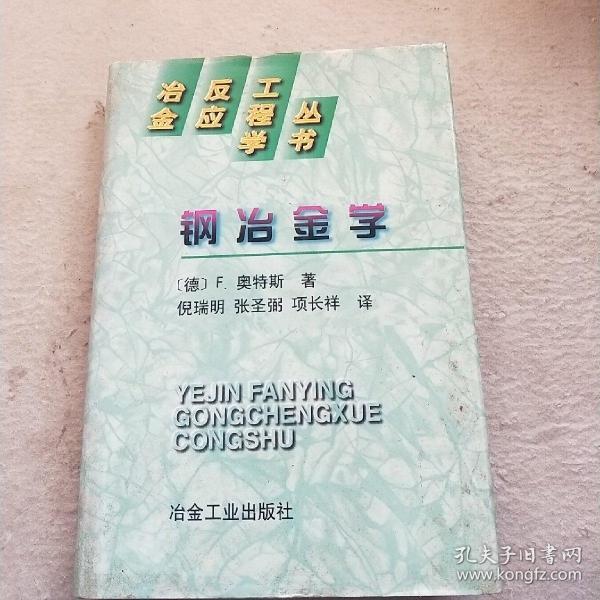 冶金反应工程学丛书
钢冶金学
〔德〕 F. 奥特斯 著
倪瑞明 张圣弼 项长祥 译
YEJIN FANYING
GONGCHENGXUE
CONGSHU
冶金工业出版社
孔夫子旧书网
www.kongfz.com